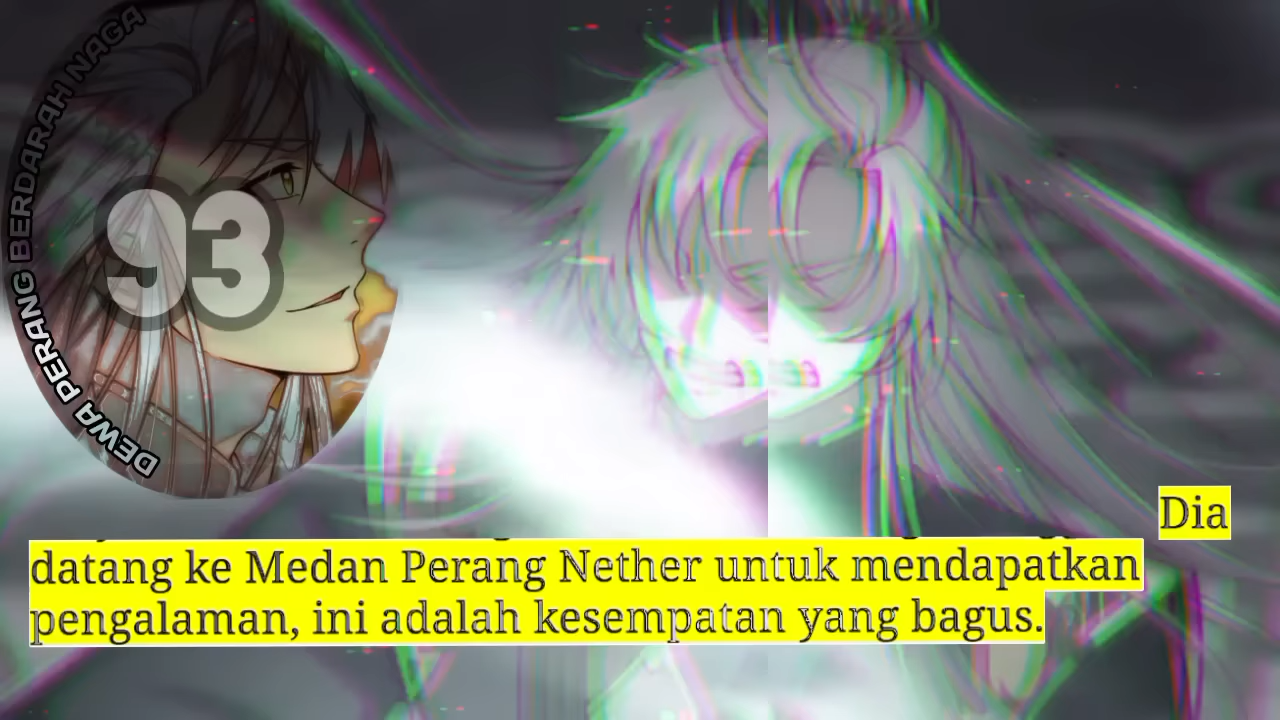 DEWA PERANG BERDARAH NAGA
93
Dia
datang ke Medan Perang Nether untuk mendapatkan
pengalaman, ini adalah kesempatan yang bagus.